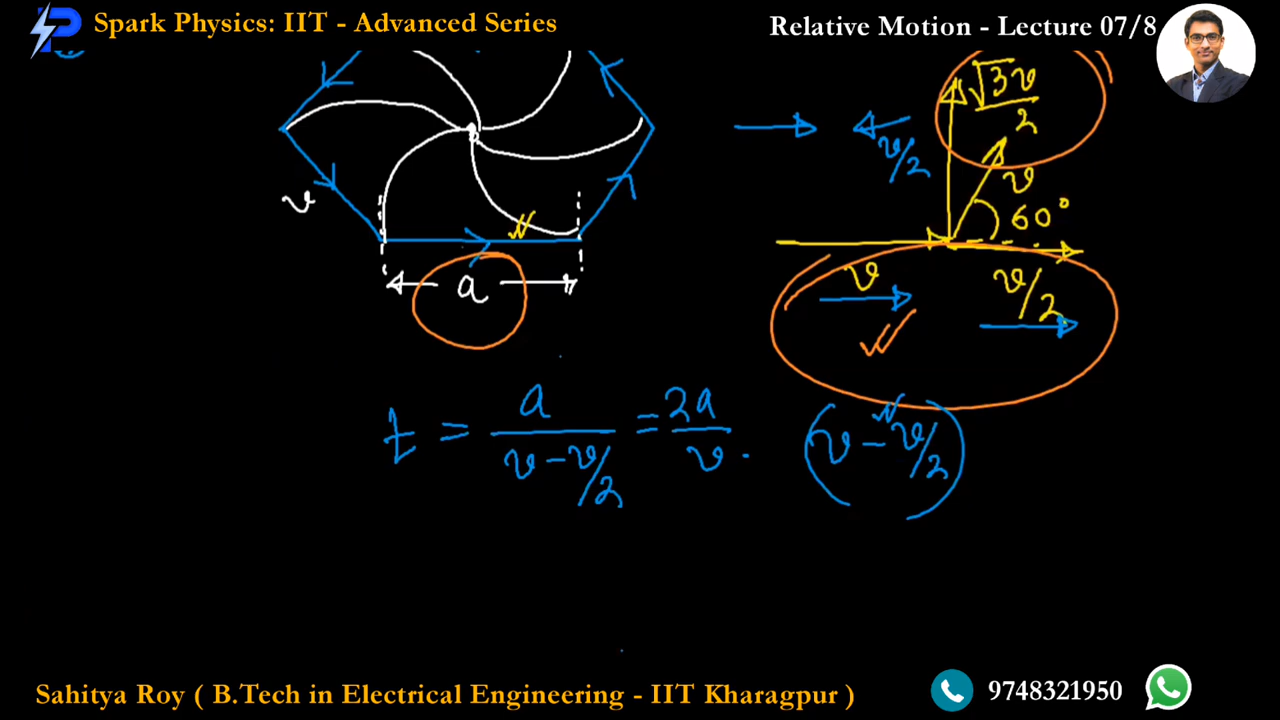 Spark Physics: IIT - Advanced Series
Relative Motion - Lecture 07/8
√3v/2
v/2
v
60°
v
v
v/2
a
t = a/(v-v/2) = 2a/v.
(v-v/2)
Sahitya Roy ( B.Tech in Electrical Engineering - IIT Kharagpur )
9748321950